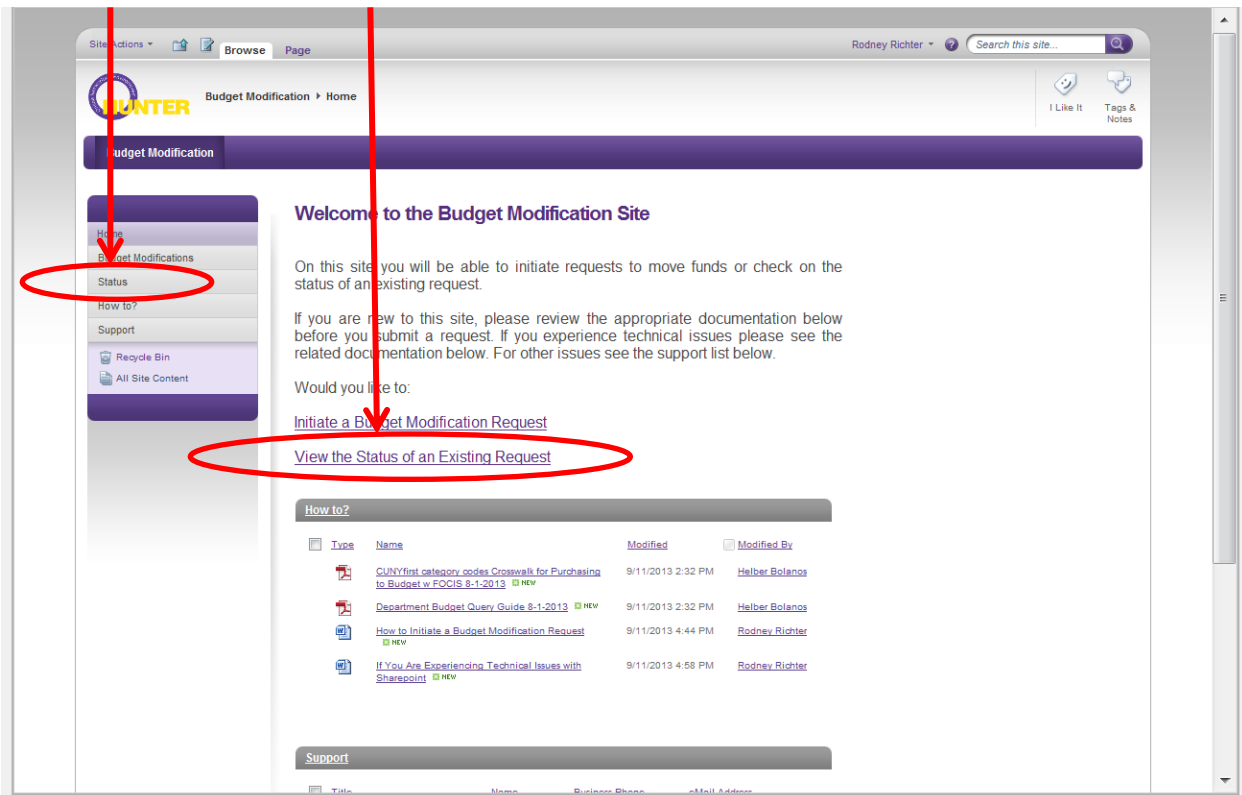 Site Actions
Browse
Page
Rodney Richter
Search this site...
HUNTER
Budget Modification
Home
I Like It
Tags &
Notes
Budget Modification
Home
Budget Modifications
Status
How to?
Support
Recycle Bin
All Site Content
Welcome to the Budget Modification Site
On this site you will be able to initiate requests to move funds or check on the
status of an existing request.
If you are new to this site, please review the appropriate documentation below
before you submit a request. If you experience technical issues please see the
related documentation below. For other issues see the support list below.
Would you like to:
Initiate a Budget Modification Request
View the Status of an Existing Request
How to?
Type Name Modified Modified By
CUNYfirst category codes Crosswalk for Purchasing 9/11/2013 2:32 PM Helber Bolanos
to Budget w FOCIS 8-1-2013 NEW
Department Budget Query Guide 8-1-2013 NEW 9/11/2013 2:32 PM Helber Bolanos
How to Initiate a Budget Modification Request 9/11/2013 4:44 PM Rodney Richter
NEW
If You Are Experiencing Technical Issues with 9/11/2013 4:58 PM Rodney Richter
Sharepoint NEW
Support
Title Name Business Phone eMail Address